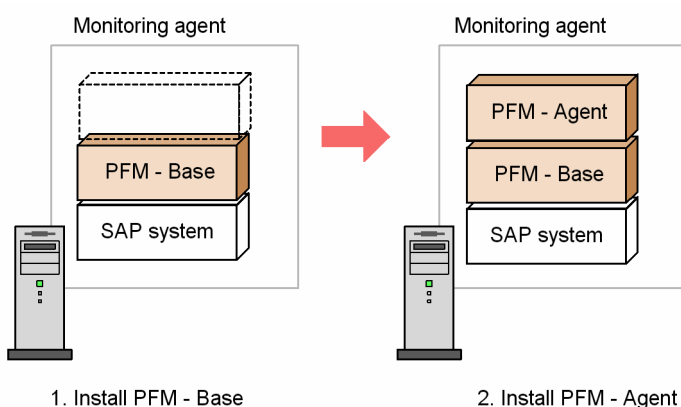 Monitoring agent
PFM - Base
SAP system
1. Install PFM - Base
Monitoring agent
PFM - Agent
PFM - Base
SAP system
2. Install PFM - Agent